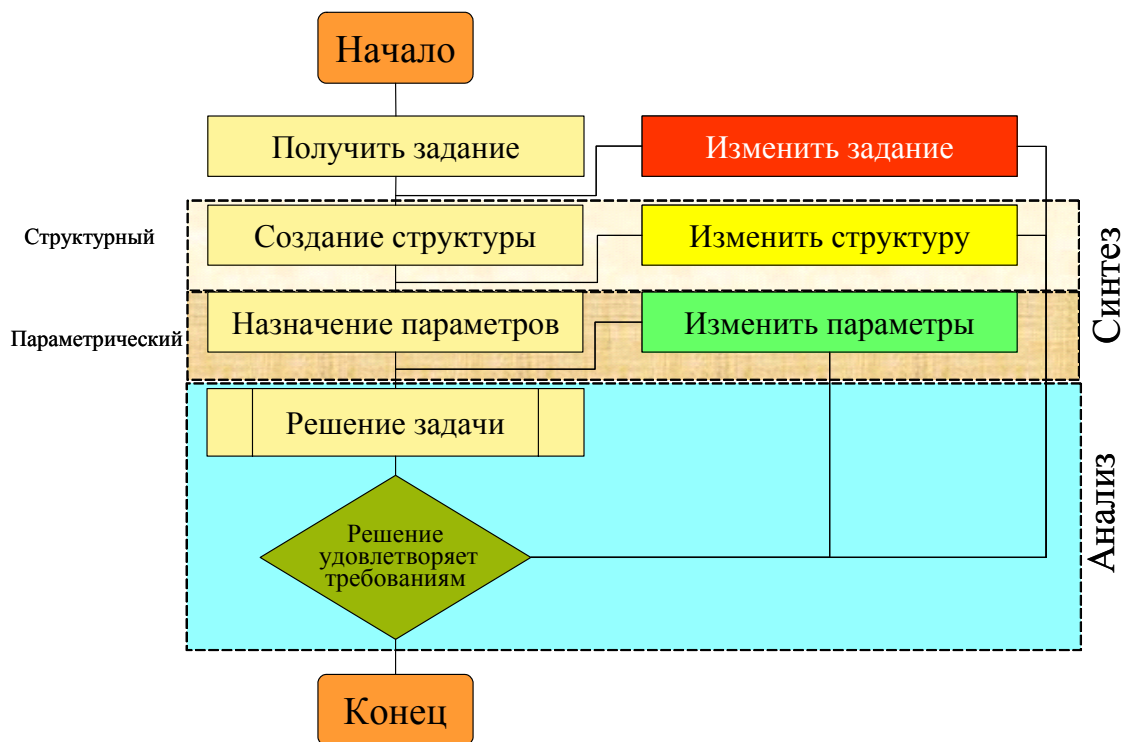 Начало
Получить задание
Изменить задание
Структурный
Создание структуры
Изменить структуру
Синтез
Параметрический
Назначение параметров
Изменить параметры
Решение задачи
Анализ
Решение
удовлетворяет
требованиям
Конец